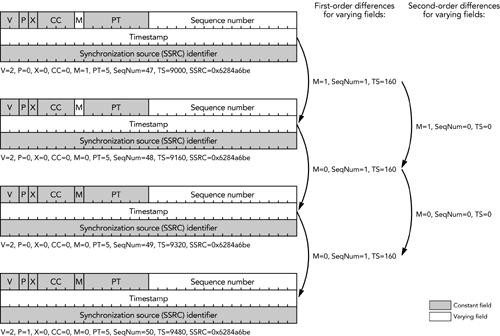 First-order differences
for varying fields:
Second-order differences
for varying fields:
V P X CC M PT Sequence number
Timestamp
Synchronization source (SSRC) identifier
V=2, P=0, X=0, CC=0, M=1, PT=5, SeqNum=47, TS=9000, SSRC=0x6284a6be
M=1, SeqNum=1, TS=160
V P X CC M PT Sequence number
Timestamp
Synchronization source (SSRC) identifier
V=2, P=0, X=0, CC=0, M=0, PT=5, SeqNum=48, TS=9160, SSRC=0x6284a6be
M=1, SeqNum=0, TS=0
M=0, SeqNum=1, TS=160
V P X CC M PT Sequence number
Timestamp
Synchronization source (SSRC) identifier
V=2, P=0, X=0, CC=0, M=0, PT=5, SeqNum=49, TS=9320, SSRC=0x6284a6be
M=0, SeqNum=0, TS=0
M=0, SeqNum=1, TS=160
V P X CC M PT Sequence number
Timestamp
Synchronization source (SSRC) identifier
V=2, P=1, X=0, CC=0, M=0, PT=5, SeqNum=50, TS=9480, SSRC=0x6284a6be
Constant field
Varying field